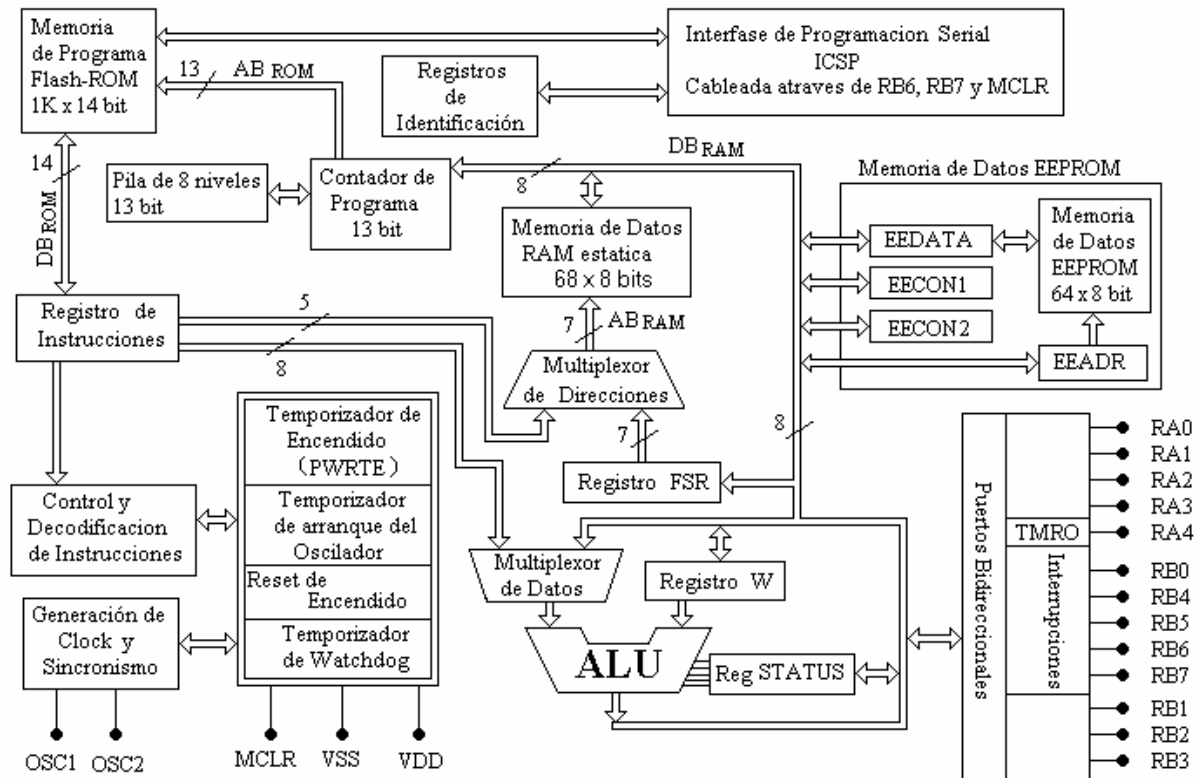 Memoria
de Programa
Flash-ROM
1K x 14 bit
13
AB ROM
Interfase de Programacion Serial
ICSP
Cableada atraves de RB6, RB7 y MCLR
Registros
de
Identificación
14
DB ROM
Pila de 8 niveles
13 bit
Contador de
Programa
13 bit
8
DB RAM
Memoria de Datos
RAM estatica
68 x 8 bits
7
AB RAM
Memoria de Datos EEPROM
EEDATA
EECON1
EECON2
Memoria
de Datos
EEPROM
64 x 8 bit
EEADR
Registro de
Instrucciones
5
8
Multiplexor
de Direcciones
7
8
Registro FSR
Control y
Decodificacion
de Instrucciones
Temporizador de
Encendido
(PWRTE)
Temporizador
de arranque del
Oscilador
Reset de
Encendido
Temporizador
de Watchdog
Generación de
Clock y
Sincronismo
OSC1
OSC2
MCLR
VSS
VDD
Multiplexor
de Datos
Registro W
ALU
Reg STATUS
Puertos Bidireccionales
TMRO
Interrupciones
RA0
RA1
RA2
RA3
RA4
RB0
RB4
RB5
RB6
RB7
RB1
RB2
RB3